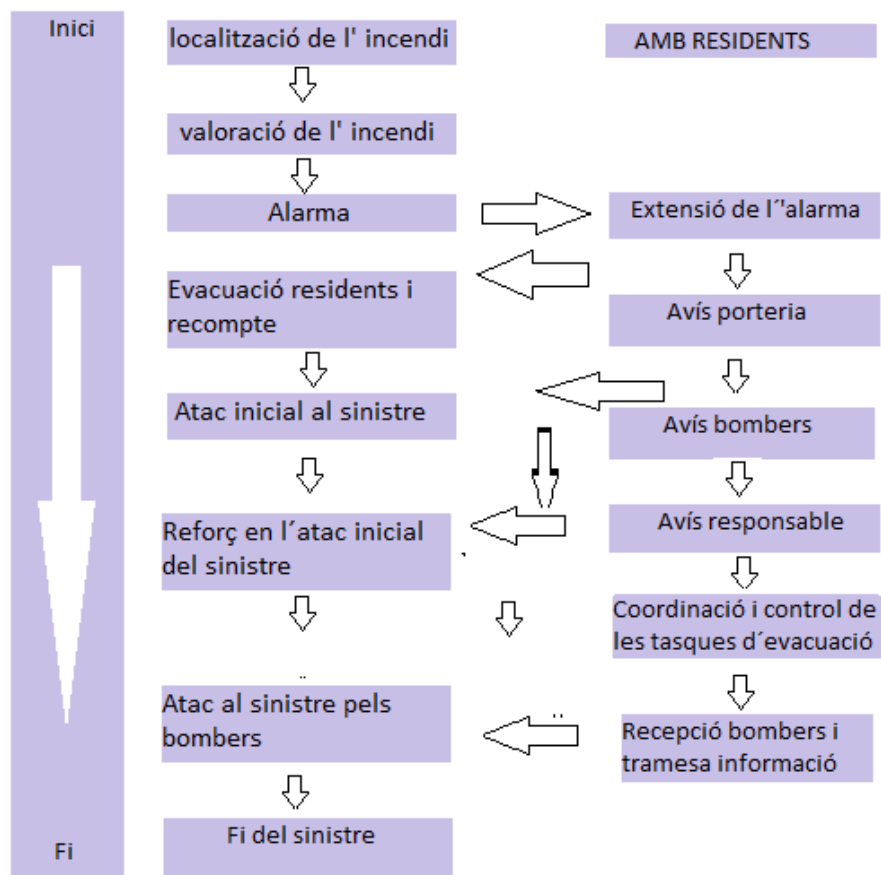 Inici
localització de l' incendi
AMB RESIDENTS
valoració de l' incendi
Alarma
Extensió de l´'alarma
Evacuació residents i
recompte
Avís porteria
Atac inicial al sinistre
Avís bombers
Reforç en l´atac inicial
del sinistre
Avís responsable
Coordinació i control de
les tasques d´evacuació
Atac al sinistre pels
bombers
Recepció bombers i
tramesa informació
Fi del sinistre
Fi